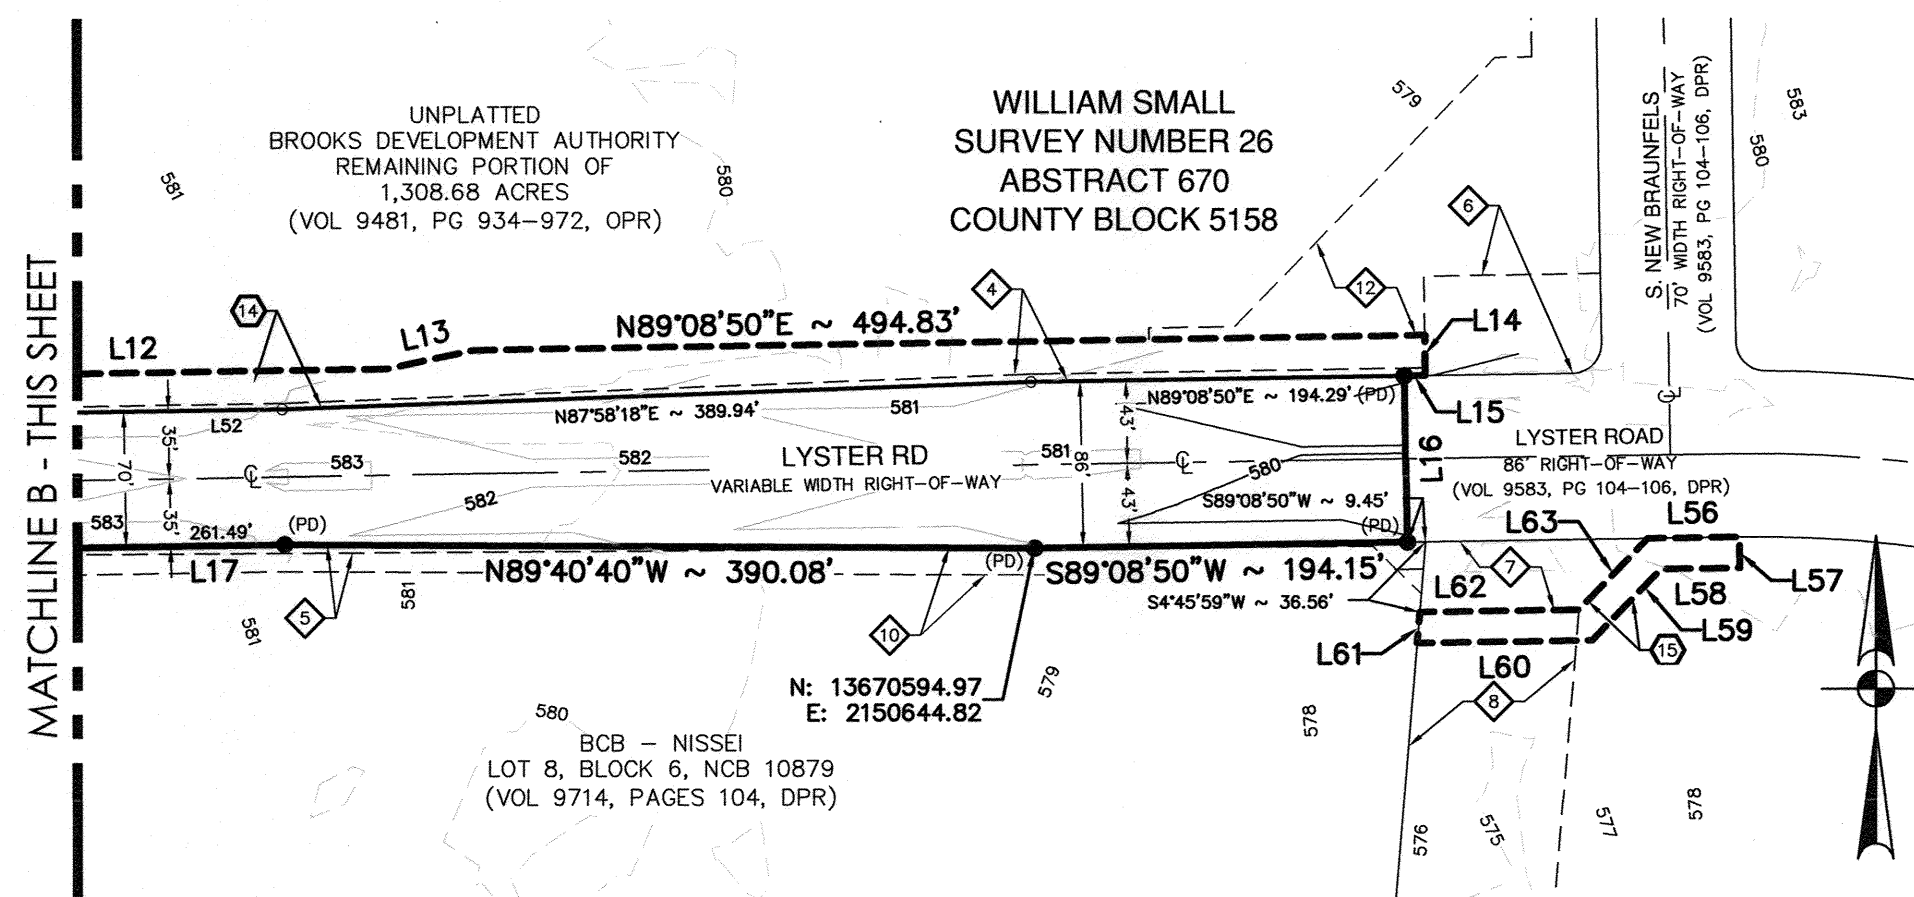 MATCHLINE B - THIS SHEET
UNPLATTED
BROOKS DEVELOPMENT AUTHORITY
REMAINING PORTION OF
1,308.68 ACRES
(VOL 9481, PG 934-972, OPR)
WILLIAM SMALL
SURVEY NUMBER 26
ABSTRACT 670
COUNTY BLOCK 5158
S. NEW BRAUNFELS
70' WIDTH RIGHT-OF-WAY
(VOL 9583, PG 104-106, DPR)
581
580
579
580
583
6
14
4
12
L12
L13
N89°08'50"E ~ 494.83'
L14
L15
L16
N87°58'18"E ~ 389.94'
581
N89°08'50"E ~ 194.29'
(PD)
L52
35'
70'
35'
℄
583
582
582
583
LYSTER RD
VARIABLE WIDTH RIGHT-OF-WAY
581
43'
86'
43'
℄
580
S89°08'50"W ~ 9.45'
(PD)
LYSTER ROAD
86' RIGHT-OF-WAY
(VOL 9583, PG 104-106, DPR)
℄
261.49'
(PD)
L17
N89°40'40"W ~ 390.08'
(PD)
S89°08'50"W ~ 194.15'
S4°45'59"W ~ 36.56'
L63
L56
L57
L58
L59
L62
L61
L60
7
15
8
5
10
581
581
N: 13670594.97
E: 2150644.82
579
578
580
BCB - NISSEI
LOT 8, BLOCK 6, NCB 10879
(VOL 9714, PAGES 104, DPR)
576
575
577
578